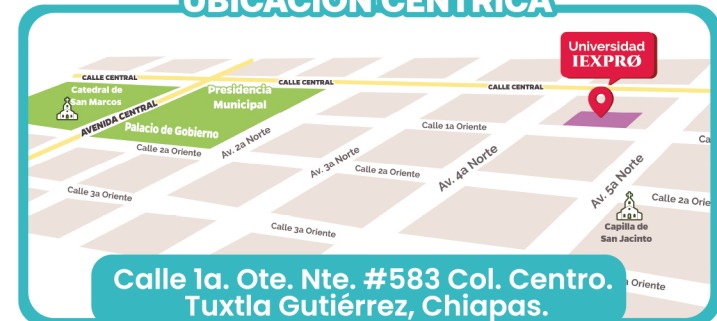 UBICACIÓN CÉNTRICA
Universidad
IEXPRØ
CALLE CENTRAL
CALLE CENTRAL
CALLE CENTRAL
Catedral de
San Marcos
Presidencia
Municipal
AVENIDA CENTRAL
Palacio de Gobierno
Calle 1a Oriente
Ca
Calle 2a Oriente
Av. 2a Norte
Av. 3a Norte
Calle 2a Oriente
Av. 4a Norte
Av. 5a Norte
Calle 2a Orie
Calle 3a Oriente
Capilla de
San Jacinto
Calle 3a Oriente
Oriente
Calle 1a. Ote. Nte. #583 Col. Centro.
Tuxtla Gutiérrez, Chiapas.